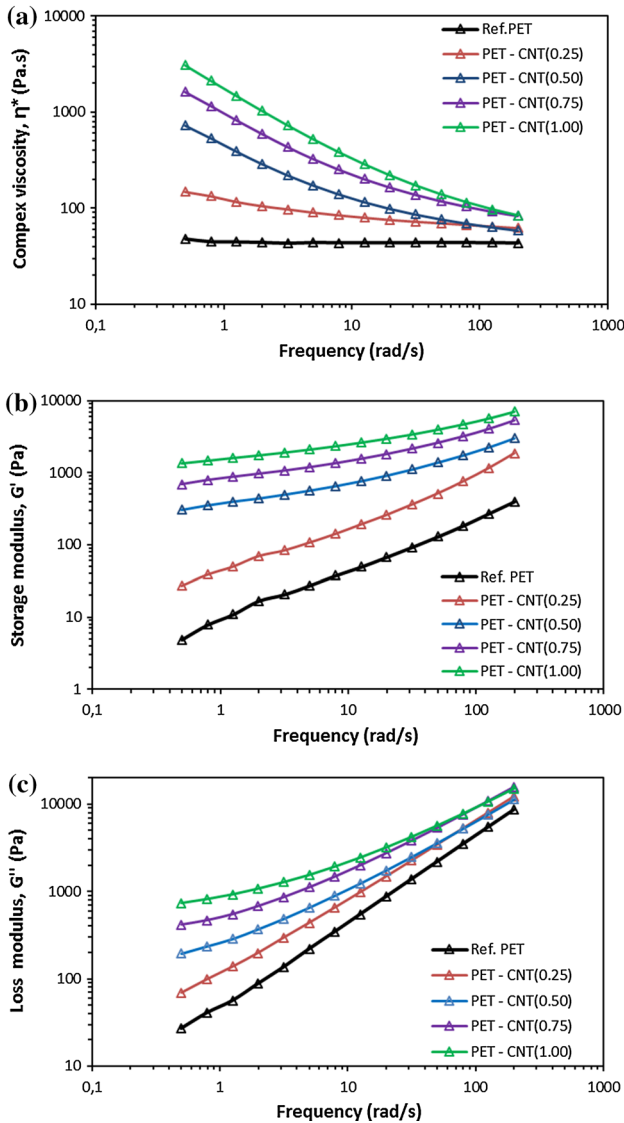 (a)
10000
1000
100
10
0,1
1
10
100
1000
Compex viscosity, η* (Pa.s)
Frequency (rad/s)
Ref.PET
PET - CNT(0.25)
PET - CNT(0.50)
PET - CNT(0.75)
PET - CNT(1.00)
(b)
10000
1000
100
10
1
0,1
1
10
100
1000
Storage modulus, G' (Pa)
Frequency (rad/s)
Ref. PET
PET - CNT(0.25)
PET - CNT(0.50)
PET - CNT(0.75)
PET - CNT(1.00)
(c)
10000
1000
100
10
0,1
1
10
100
1000
Loss modulus, G'' (Pa)
Frequency (rad/s)
Ref. PET
PET - CNT(0.25)
PET - CNT(0.50)
PET - CNT(0.75)
PET - CNT(1.00)